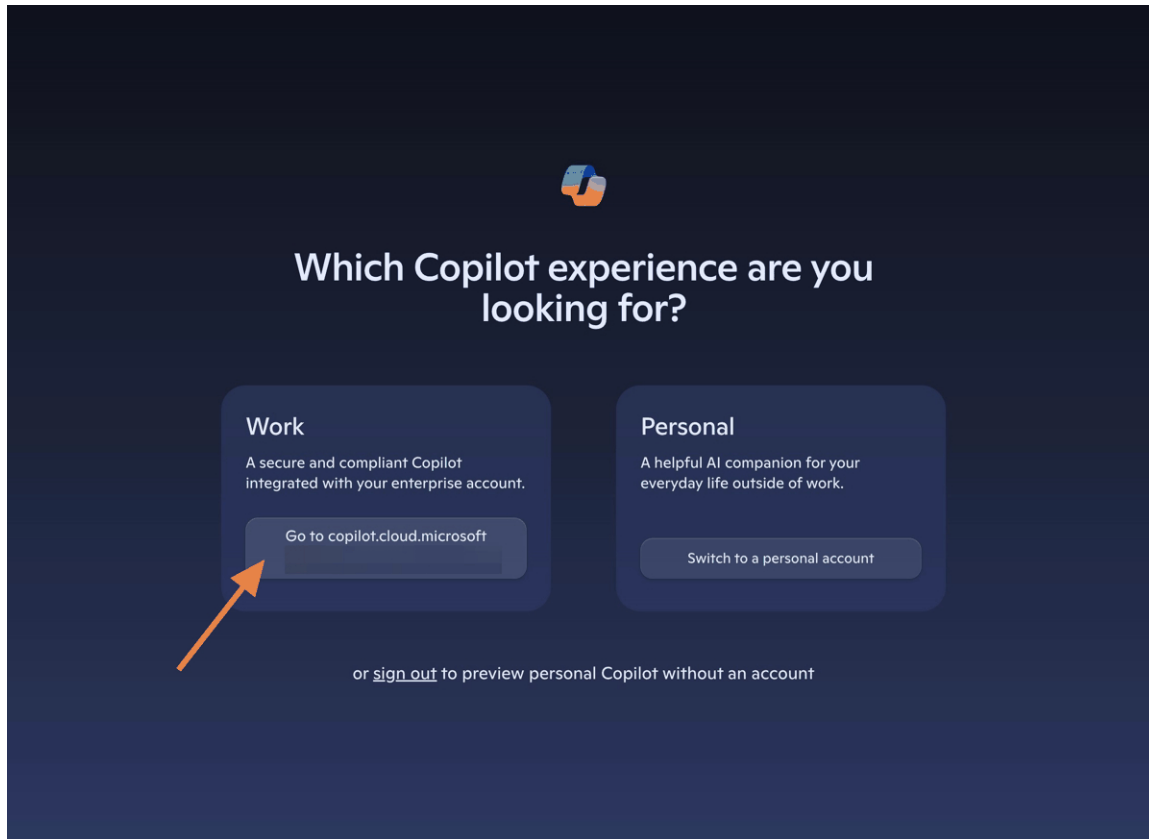 Which Copilot experience are you
looking for?
Work
A secure and compliant Copilot
integrated with your enterprise account.
Go to copilot.cloud.microsoft
Personal
A helpful AI companion for your
everyday life outside of work.
Switch to a personal account
or sign out to preview personal Copilot without an account